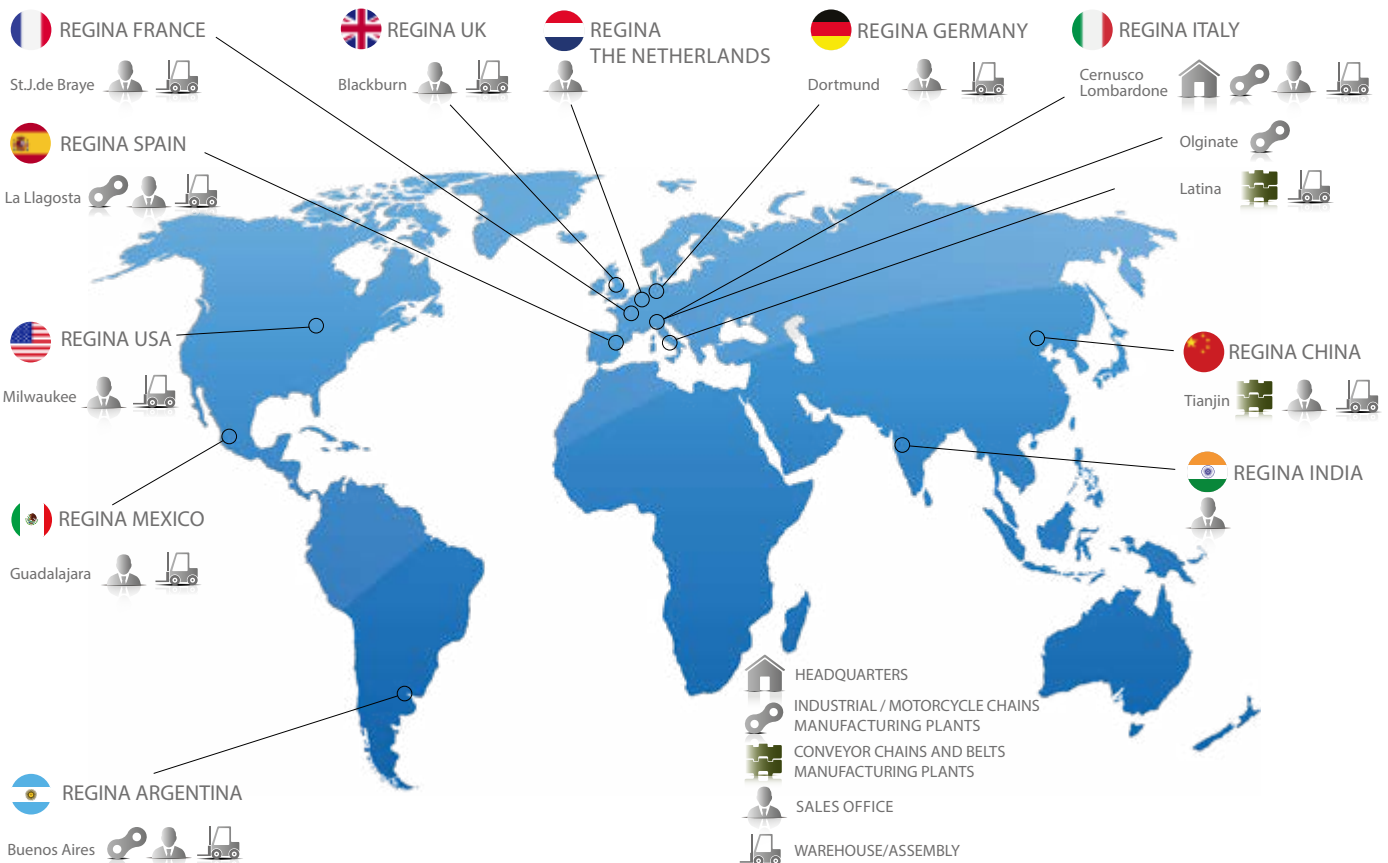 REGINA FRANCE
St.J.de Braye
REGINA UK
Blackburn
REGINA
THE NETHERLANDS
REGINA GERMANY
Dortmund
REGINA ITALY
Cernusco
Lombardone
Olginate
Latina
REGINA SPAIN
La Llagosta
REGINA USA
Milwaukee
REGINA MEXICO
Guadalajara
REGINA ARGENTINA
Buenos Aires
REGINA CHINA
Tianjin
REGINA INDIA
HEADQUARTERS
INDUSTRIAL / MOTORCYCLE CHAINS
MANUFACTURING PLANTS
CONVEYOR CHAINS AND BELTS
MANUFACTURING PLANTS
SALES OFFICE
WAREHOUSE/ASSEMBLY